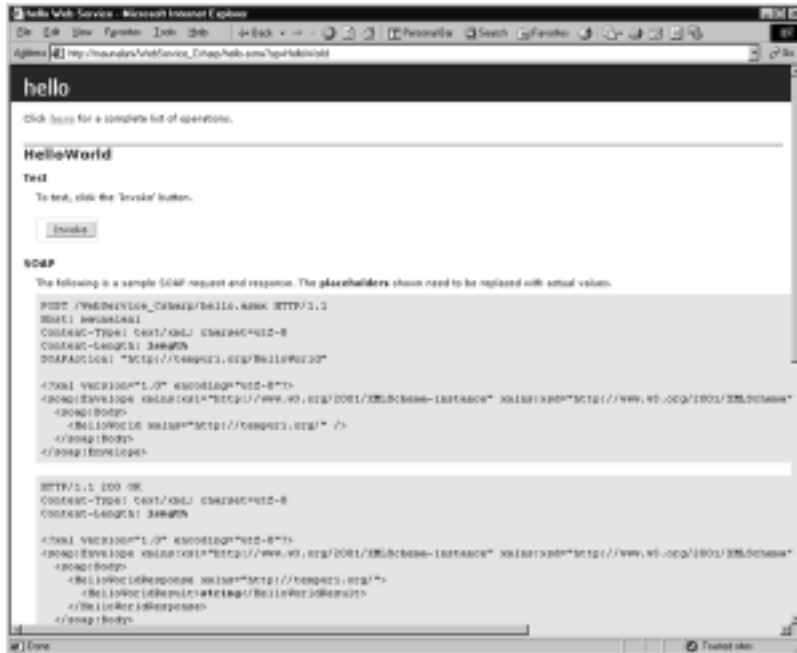 hello Web Service - Microsoft Internet Explorer
File Edit View Favorites Tools Help Back Personal Bar Search Favorites
Address
hello
Click here for a complete list of operations.
HelloWorld
Test
To test, click the 'Invoke' button.
Invoke
SOAP
The following is a sample SOAP request and response. The placeholders shown need to be replaced with actual values.
POST /WebService_Csharp/hello.asmx HTTP/1.1
Host: maunalani
Content-Type: text/xml; charset=utf-8
Content-Length: length
SOAPAction: "http://tempuri.org/HelloWorld"
<?xml version="1.0" encoding="utf-8"?>
<soap:Envelope xmlns:xsi="http://www.w3.org/2001/XMLSchema-instance" xmlns:xsd="http://www.w3.org/2001/XMLSchema"
<soap:Body>
<HelloWorld xmlns="http://tempuri.org/" />
</soap:Body>
</soap:Envelope>
HTTP/1.1 200 OK
Content-Type: text/xml; charset=utf-8
Content-Length: length
<?xml version="1.0" encoding="utf-8"?>
<soap:Envelope xmlns:xsi="http://www.w3.org/2001/XMLSchema-instance" xmlns:xsd="http://www.w3.org/2001/XMLSchema"
<soap:Body>
<HelloWorldResponse xmlns="http://tempuri.org/">
<HelloWorldResult>string</HelloWorldResult>
</HelloWorldResponse>
</soap:Body>
Done Trusted sites